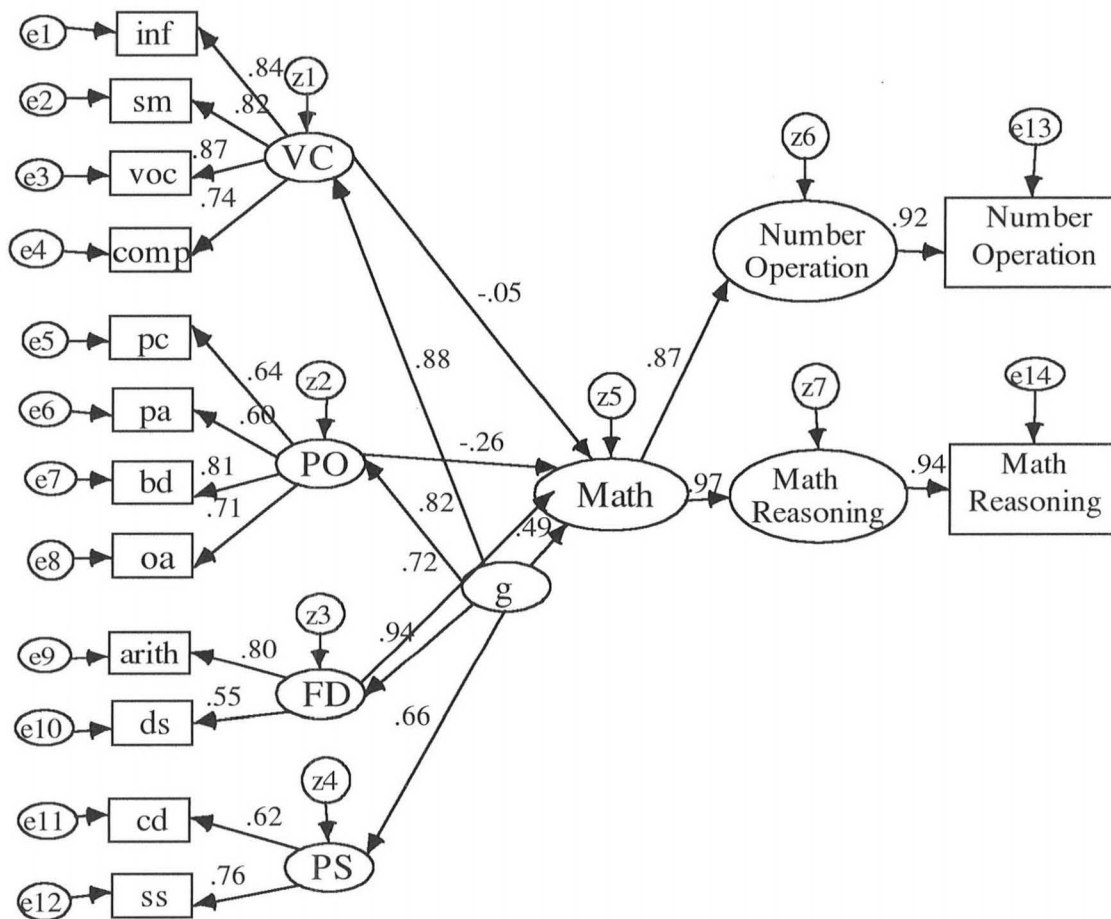 e1
inf
.84
z1
e2
sm
.82
e3
voc
.87
VC
e4
comp
.74
z6
e13
Number
Operation
.92
Number
Operation
-.05
.88
.87
e5
pc
.64
z2
e6
pa
.60
PO
-.26
z5
e7
bd
.81
.82
Math
.97
z7
Math
Reasoning
.94
e14
Math
Reasoning
e8
oa
.71
.72
.49
g
z3
e9
arith
.80
.94
FD
e10
ds
.55
.66
z4
e11
cd
.62
PS
e12
ss
.76